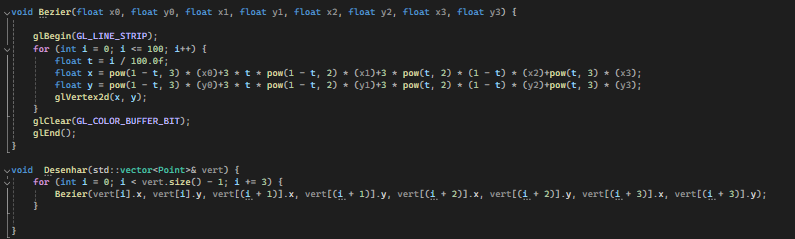 void Bezier(float x0, float y0, float x1, float y1, float x2, float y2, float x3, float y3) {
glBegin(GL_LINE_STRIP);
for (int i = 0; i <= 100; i++) {
float t = i / 100.0f;
float x = pow(1 - t, 3) * (x0)+3 * t * pow(1 - t, 2) * (x1)+3 * pow(t, 2) * (1 - t) * (x2)+pow(t, 3) * (x3);
float y = pow(1 - t, 3) * (y0)+3 * t * pow(1 - t, 2) * (y1)+3 * pow(t, 2) * (1 - t) * (y2)+pow(t, 3) * (y3);
glVertex2d(x, y);
}
glClear(GL_COLOR_BUFFER_BIT);
glEnd();
}
void Desenhar(std::vector<Point>& vert) {
for (int i = 0; i < vert.size() - 1; i += 3) {
Bezier(vert[i].x, vert[i].y, vert[(i + 1)].x, vert[(i + 1)].y, vert[(i + 2)].x, vert[(i + 2)].y, vert[(i + 3)].x, vert[(i + 3)].y);
}
}